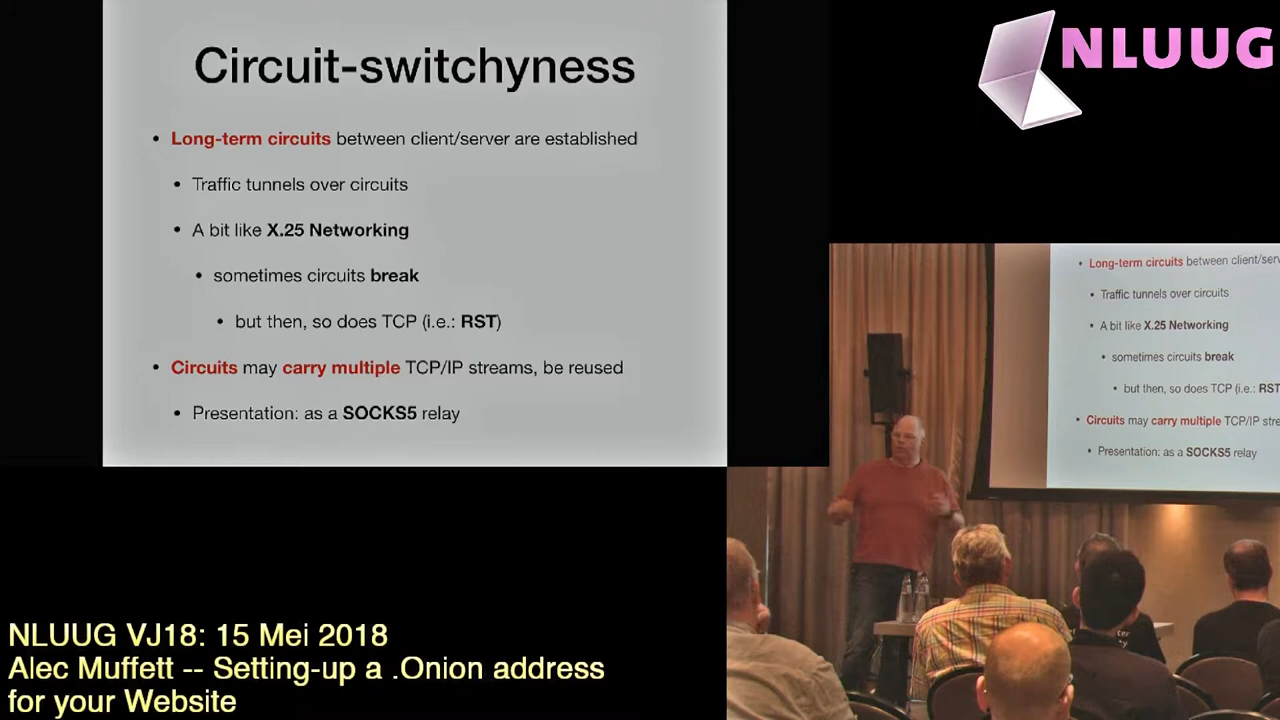 Circuit-switchyness
• Long-term circuits between client/server are established
• Traffic tunnels over circuits
• A bit like X.25 Networking
• sometimes circuits break
• but then, so does TCP (i.e.: RST)
• Circuits may carry multiple TCP/IP streams, be reused
• Presentation: as a SOCKS5 relay
NLUUG
• Long-term circuits between client/serv
• Traffic tunnels over circuits
• A bit like X.25 Networking
• sometimes circuits break
• but then, so does TCP (i.e.: RST
• Circuits may carry multiple TCP/IP stre
• Presentation: as a SOCKS5 relay
NLUUG VJ18: 15 Mei 2018
Alec Muffett -- Setting-up a .Onion address
for your Website